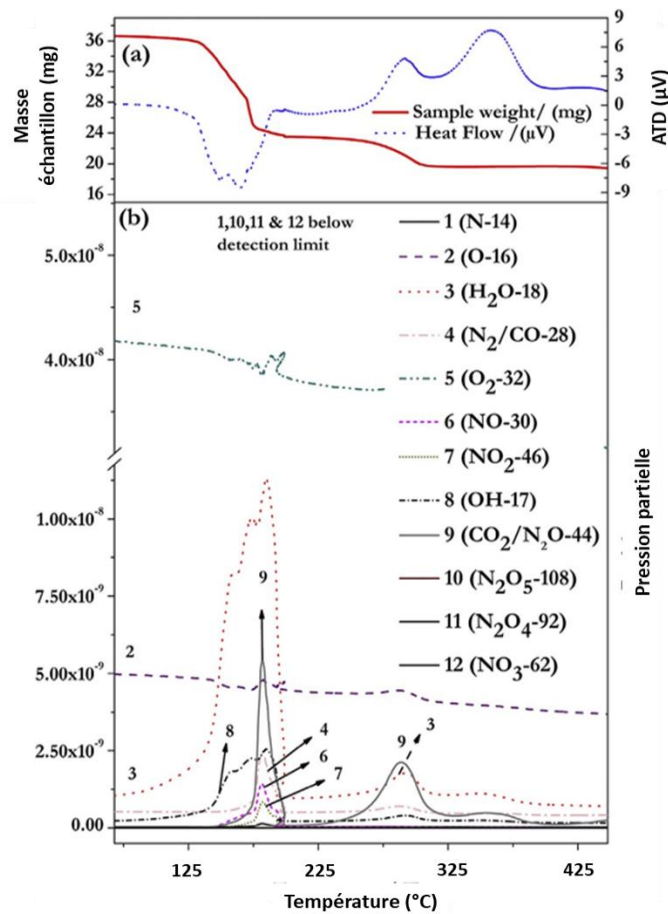 Masse
échantillon (mg)
36
32
28
24
20
16
(a)
Sample weight/ (mg)
Heat Flow /(µV)
9
6
3
0
-3
-6
-9
ATD (µV)
(b)
1,10,11 & 12 below
detection limit
5.0x10⁻⁸
4.0x10⁻⁸
1.00x10⁻⁸
7.50x10⁻⁹
5.00x10⁻⁹
2.50x10⁻⁹
0.00
5
2
3
8
9
4
6
7
9
3
1 (N-14)
2 (O-16)
3 (H₂O-18)
4 (N₂/CO-28)
5 (O₂-32)
6 (NO-30)
7 (NO₂-46)
8 (OH-17)
9 (CO₂/N₂O-44)
10 (N₂O₅-108)
11 (N₂O₄-92)
12 (NO₃-62)
Pression partielle
125
225
325
425
Température (°C)